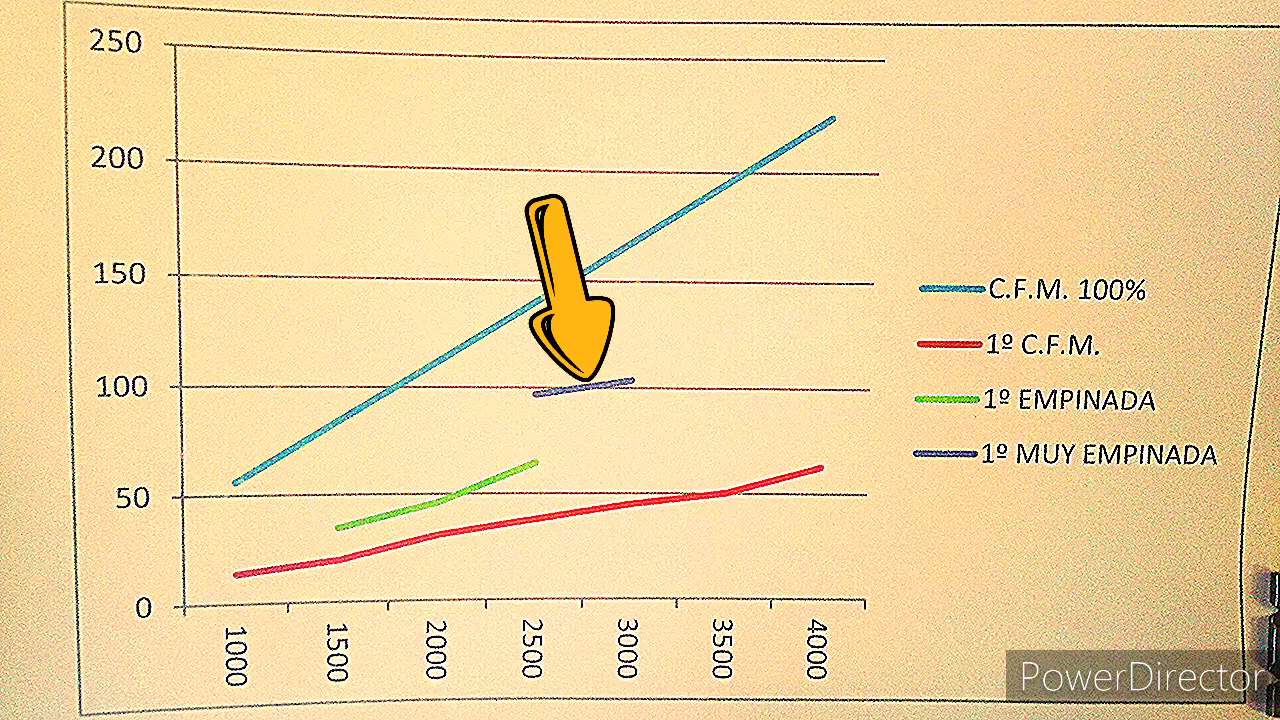 250
200
150
100
50
0
1000
1500
2000
2500
3000
3500
4000
C.F.M. 100%
1º C.F.M.
1º EMPINADA
1º MUY EMPINADA
PowerDirector